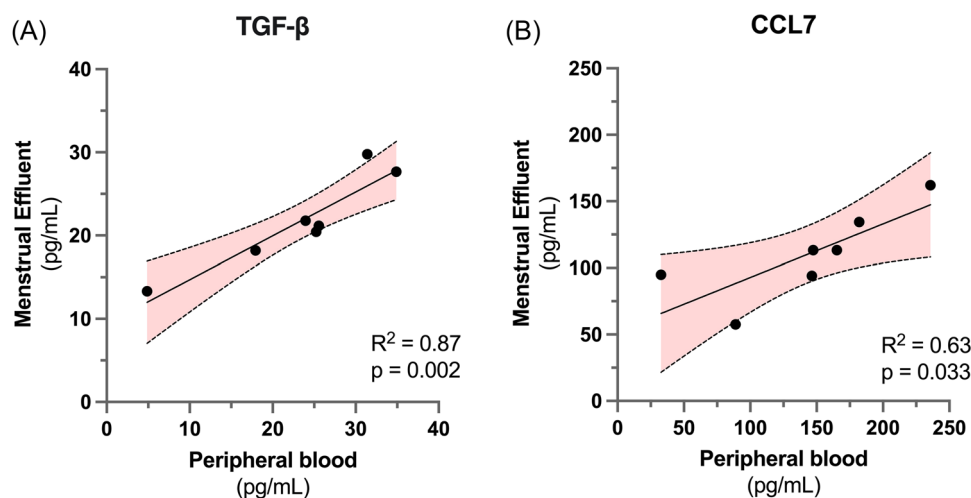 (A)
TGF-β
40
30
20
10
0
Menstrual Effluent
(pg/mL)
R² = 0.87
p = 0.002
0 10 20 30 40
Peripheral blood
(pg/mL)
(B)
CCL7
250
200
150
100
50
0
Menstrual Effluent
(pg/mL)
R² = 0.63
p = 0.033
0 50 100 150 200 250
Peripheral blood
(pg/mL)